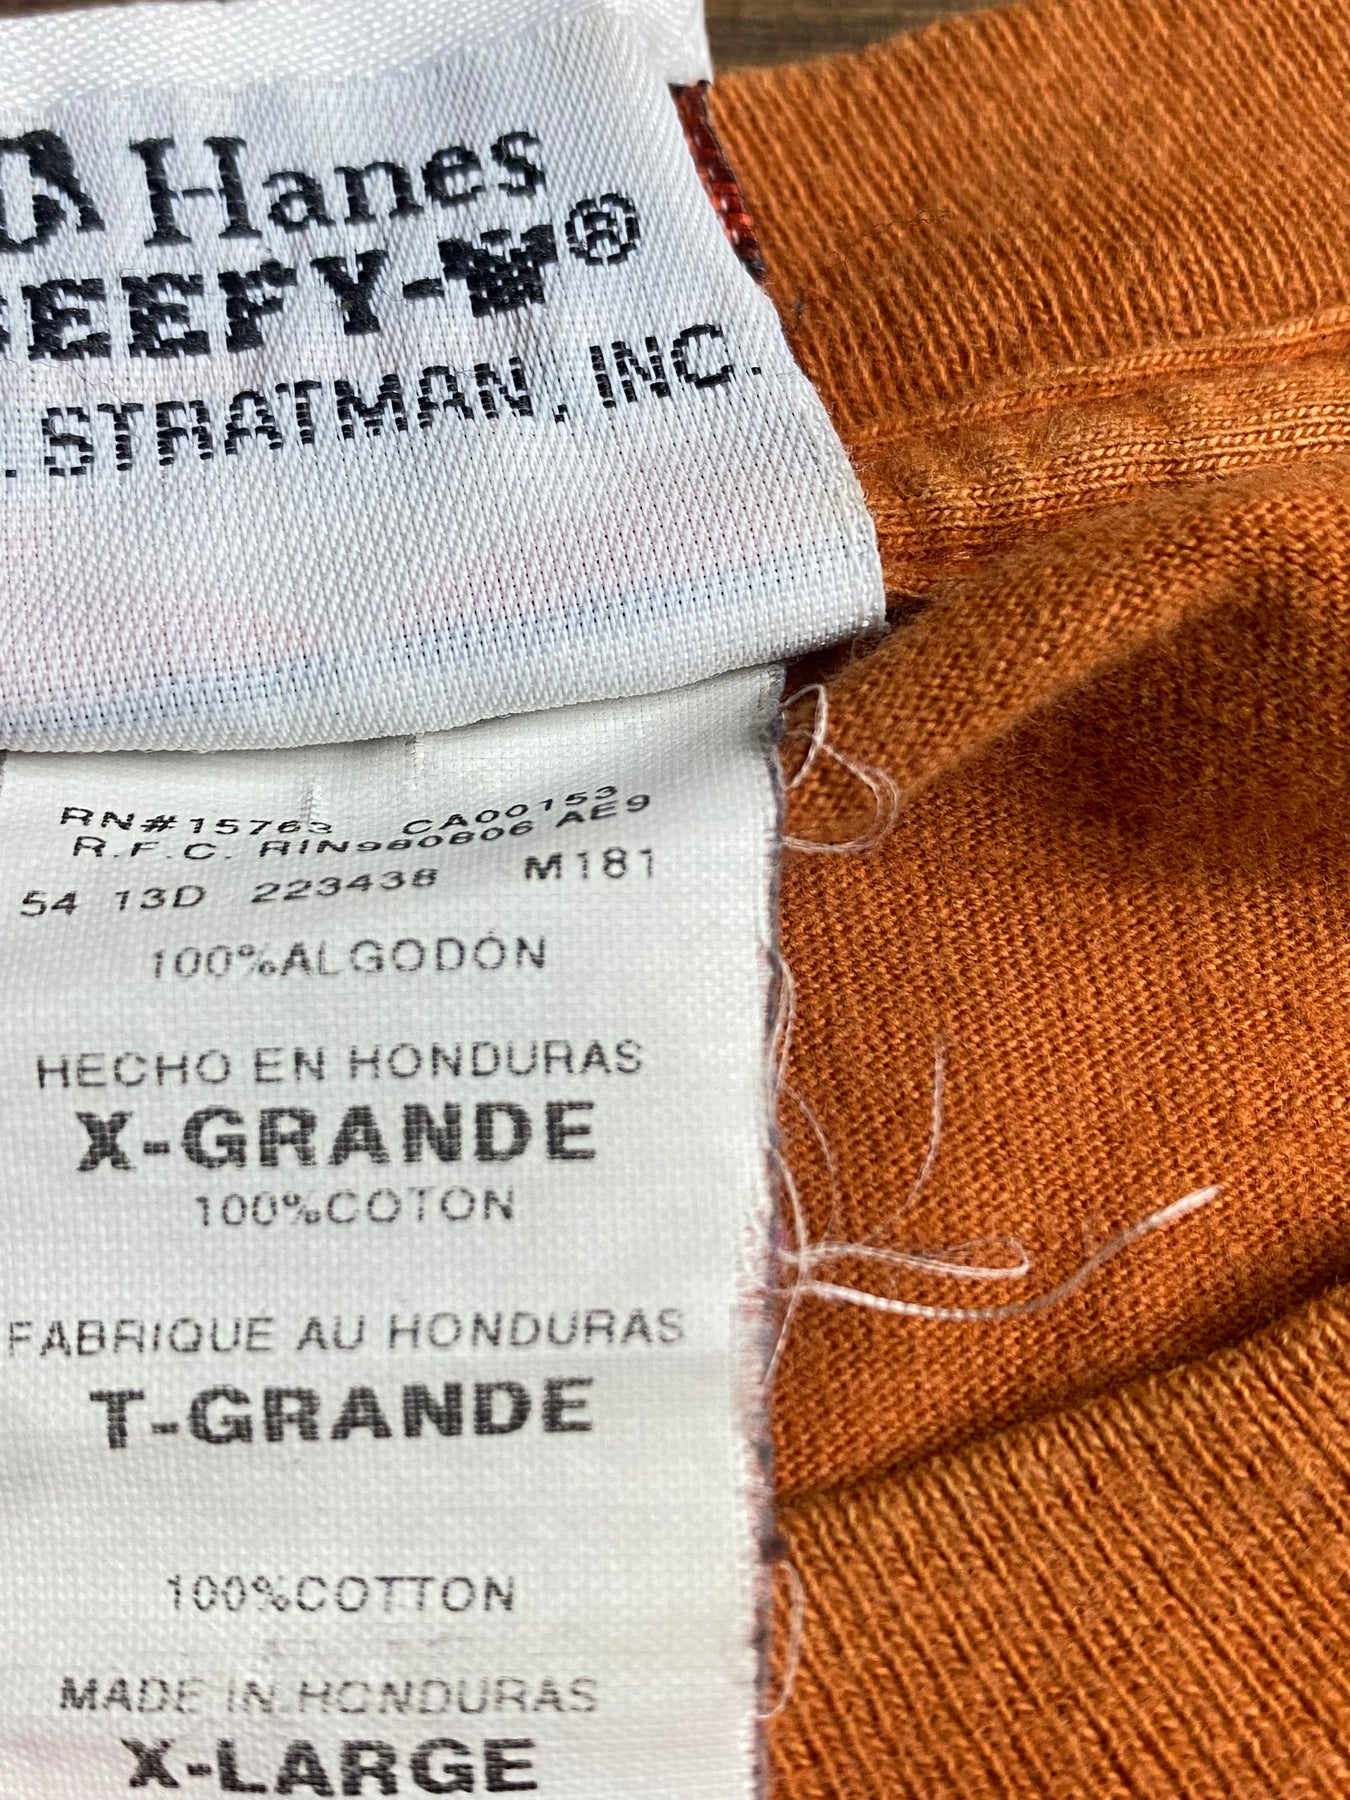 Hanes
BEEFY-T®
. STRATMAN, INC.
RN#15763 CA00153
R.F.C. RIN980806 AE9
54 13D 223438 M181
100%ALGODÓN
HECHO EN HONDURAS
X-GRANDE
100%COTON
FABRIQUÉ AU HONDURAS
T-GRANDE
100%COTTON
MADE IN HONDURAS
X-LARGE